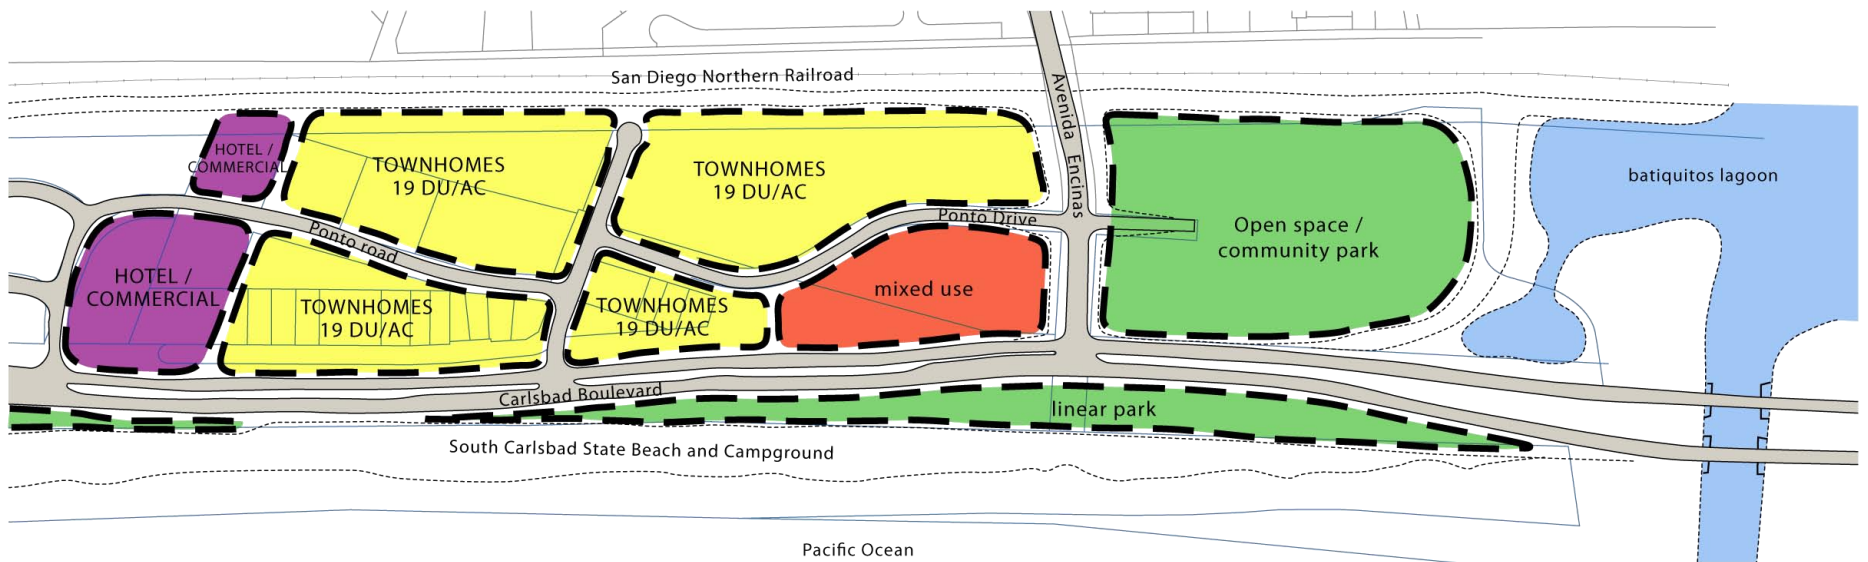 San Diego Northern Railroad
Avenida Encinas
HOTEL /
COMMERCIAL
TOWNHOMES
19 DU/AC
TOWNHOMES
19 DU/AC
batiquitos lagoon
Ponto Drive
Open space /
community park
Ponto road
HOTEL /
COMMERCIAL
TOWNHOMES
19 DU/AC
TOWNHOMES
19 DU/AC
mixed use
Carlsbad Boulevard
linear park
South Carlsbad State Beach and Campground
Pacific Ocean